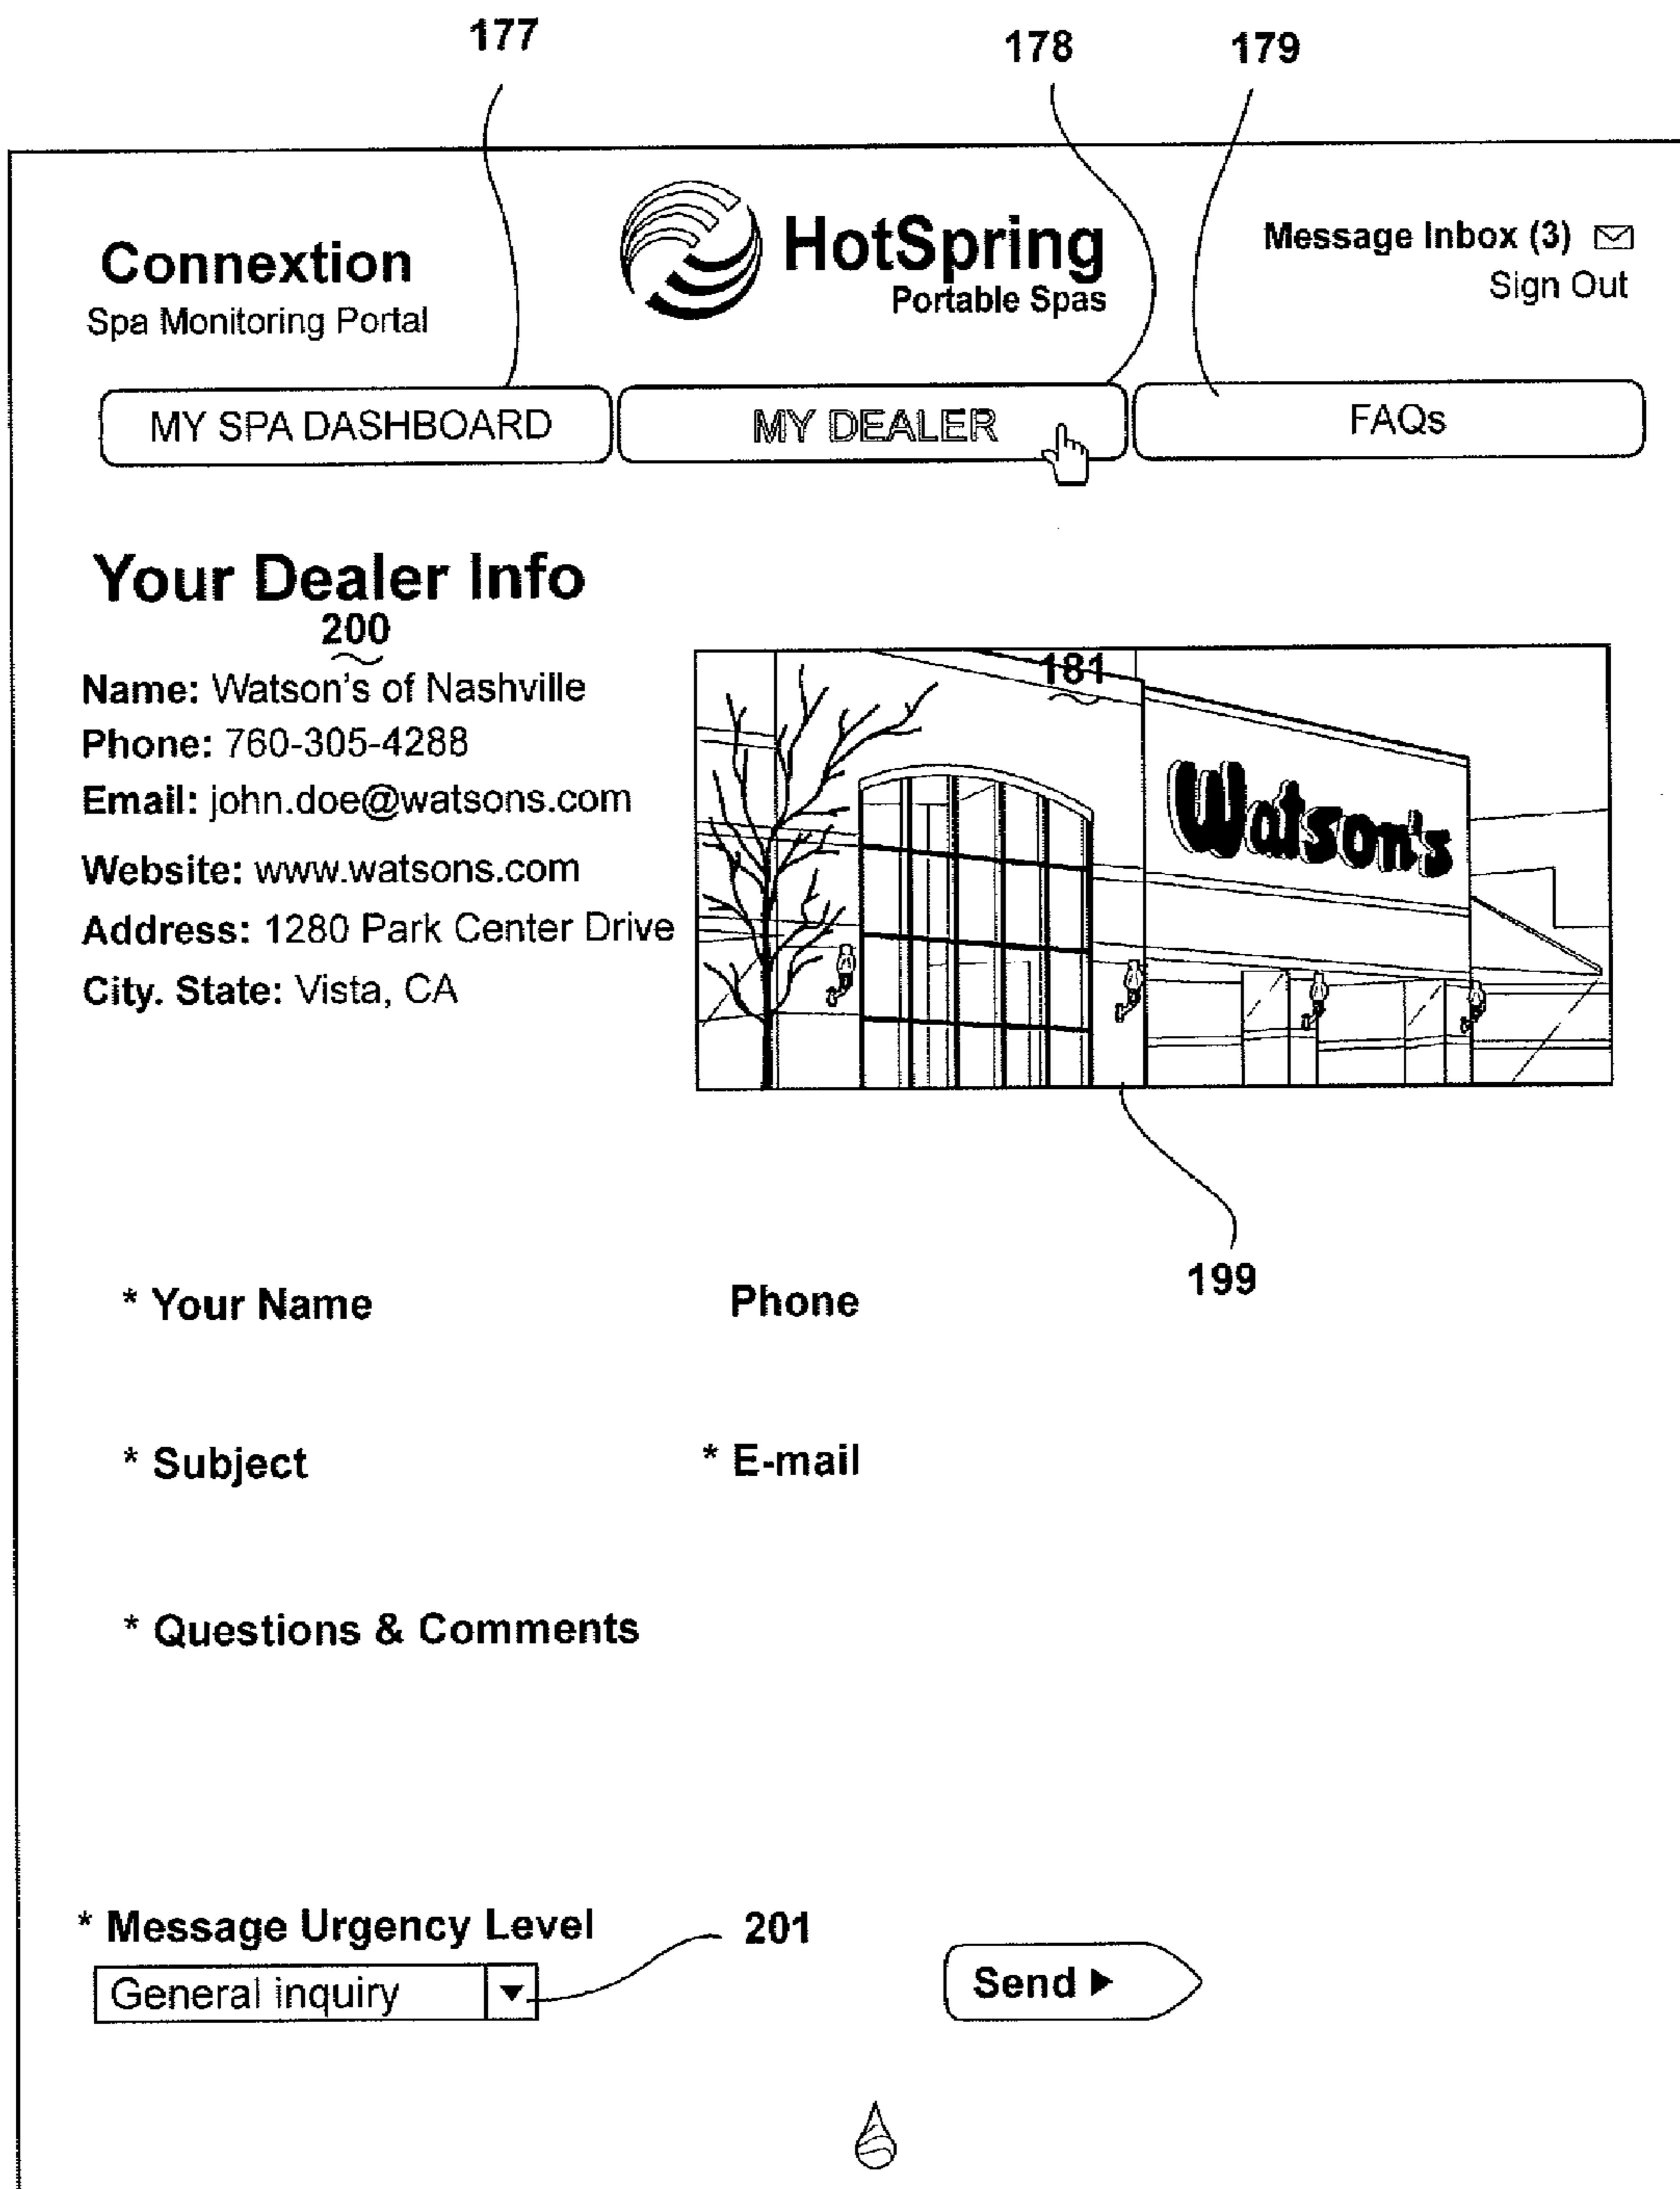 177
178 179
Connextion
Spa Monitoring Portal
HotSpring
Portable Spas
Message Inbox (3)
Sign Out
MY SPA DASHBOARD MY DEALER FAQs
Your Dealer Info
200
Name: Watson's of Nashville
Phone: 760-305-4288
Email: john.doe@watsons.com
Website: www.watsons.com
Address: 1280 Park Center Drive
City. State: Vista, CA
181
Watson's
199
* Your Name Phone
* Subject * E-mail
* Questions & Comments
* Message Urgency Level 201
General inquiry
Send